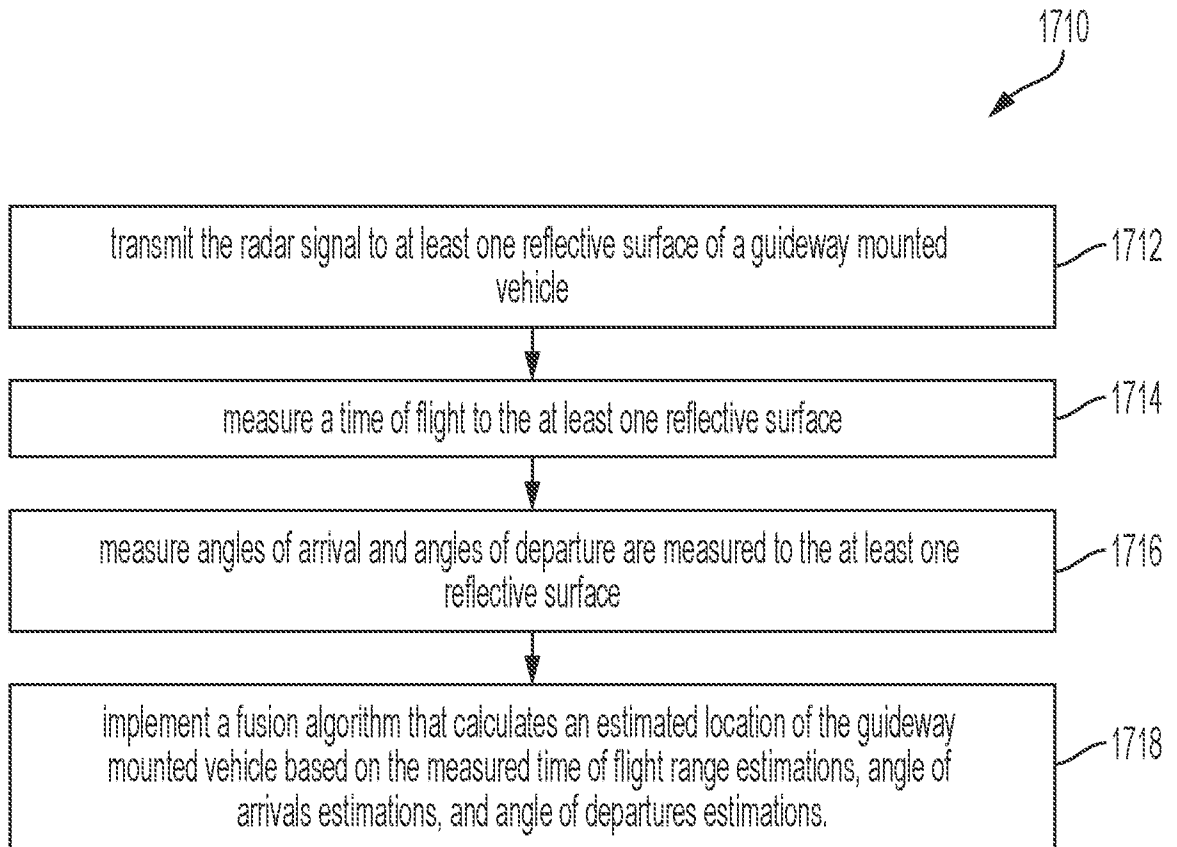 1710
transmit the radar signal to at least one reflective surface of a guideway mounted
vehicle
1712
measure a time of flight to the at least one reflective surface
1714
measure angles of arrival and angles of departure are measured to the at least one
reflective surface
1716
implement a fusion algorithm that calculates an estimated location of the guideway
mounted vehicle based on the measured time of flight range estimations, angle of
arrivals estimations, and angle of departures estimations.
1718